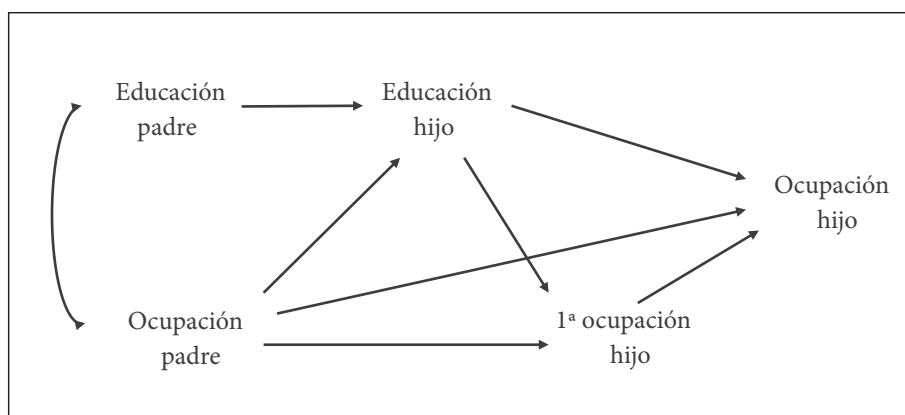 Educación
padre
Educación
hijo
Ocupación
hijo
Ocupación
padre
1ª ocupación
hijo